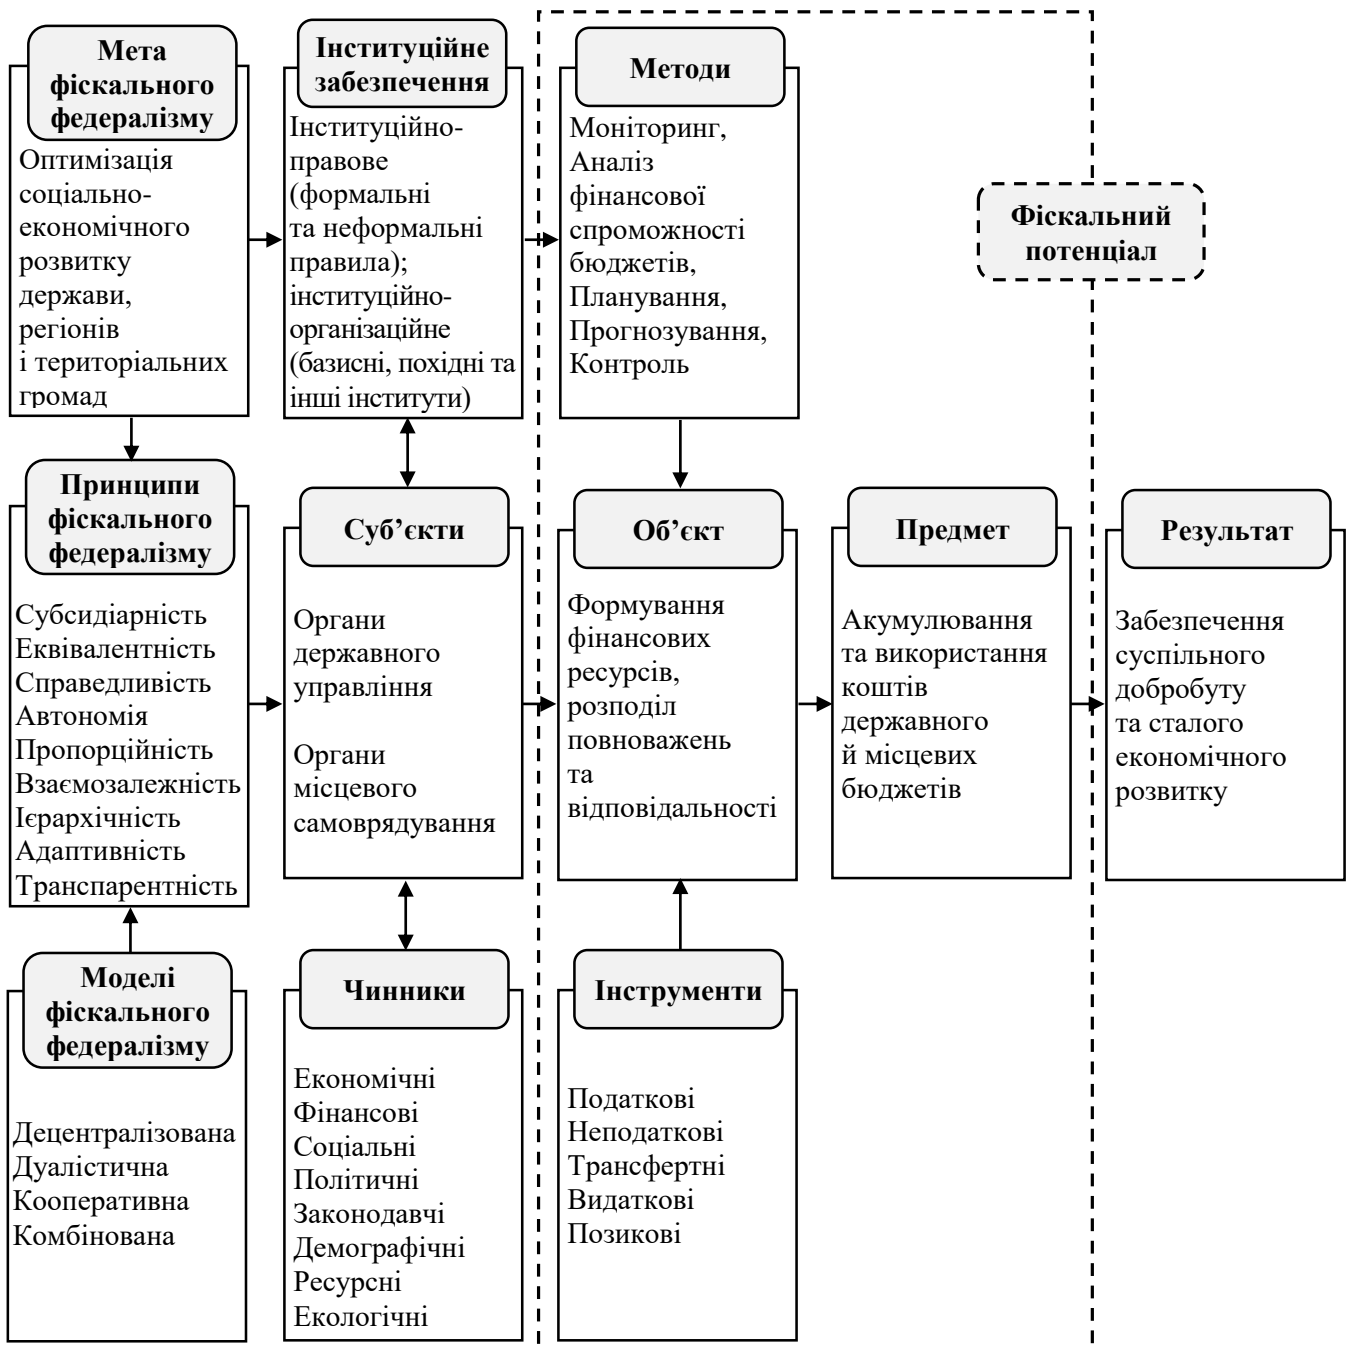 Мета
фіскального
федералізму
Оптимізація
соціально-
економічного
розвитку
держави,
регіонів
і територіальних
громад
Інституційне
забезпечення
Інституційно-
правове
(формальні
та неформальні
правила);
інституційно-
організаційне
(базисні, похідні та
інші інститути)
Методи
Моніторинг,
Аналіз
фінансової
спроможності
бюджетів,
Планування,
Прогнозування,
Контроль
Фіскальний
потенціал
Принципи
фіскального
федералізму
Субсидіарність
Еквівалентність
Справедливість
Автономія
Пропорційність
Взаємозалежність
Ієрархічність
Адаптивність
Транспарентність
Суб’єкти
Органи
державного
управління
Органи
місцевого
самоврядування
Об’єкт
Формування
фінансових
ресурсів,
розподіл
повноважень
та
відповідальності
Предмет
Акумулювання
та використання
коштів
державного
й місцевих
бюджетів
Результат
Забезпечення
суспільного
добробуту
та сталого
економічного
розвитку
Моделі
фіскального
федералізму
Децентралізована
Дуалістична
Кооперативна
Комбінована
Чинники
Економічні
Фінансові
Соціальні
Політичні
Законодавчі
Демографічні
Ресурсні
Екологічні
Інструменти
Податкові
Неподаткові
Трансфертні
Видаткові
Позикові